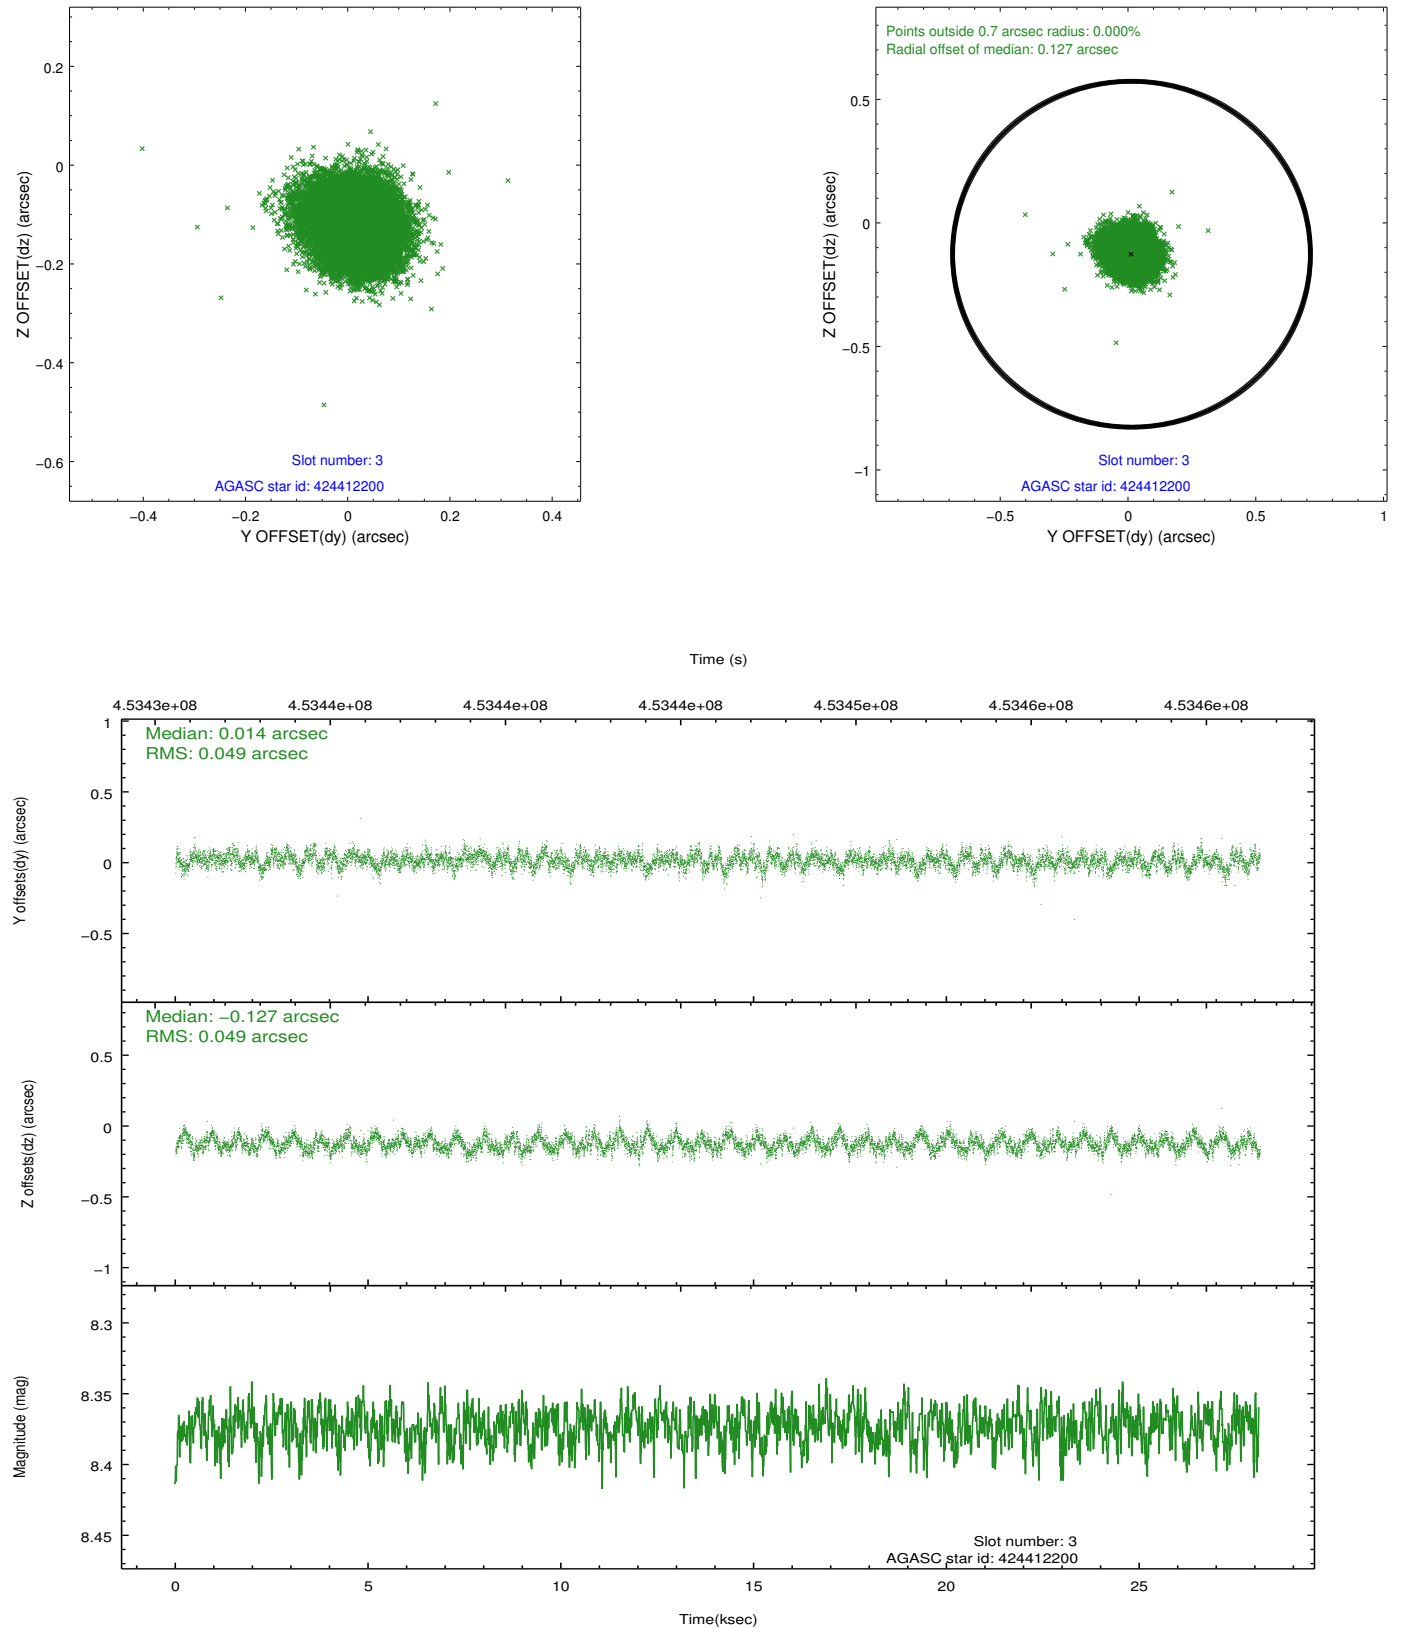 0.2
0
−0.2
−0.4
−0.6
Z OFFSET(dz) (arcsec)
Slot number: 3
AGASC star id: 424412200
−0.4 −0.2 0 0.2 0.4
Y OFFSET(dy) (arcsec)
Points outside 0.7 arcsec radius: 0.000%
Radial offset of median: 0.127 arcsec
0.5
0
−0.5
−1
Z OFFSET(dz) (arcsec)
Slot number: 3
AGASC star id: 424412200
−0.5 0 0.5 1
Y OFFSET(dy) (arcsec)
Time (s)
4.5343e+08 4.5344e+08 4.5344e+08 4.5344e+08 4.5345e+08 4.5346e+08 4.5346e+08
Median: 0.014 arcsec
RMS: 0.049 arcsec
1
0.5
0
−0.5
Y offsets(dy) (arcsec)
Median: −0.127 arcsec
RMS: 0.049 arcsec
0.5
0
−0.5
−1
Z offsets(dz) (arcsec)
8.3
8.35
8.4
8.45
Magnitude (mag)
Slot number: 3
AGASC star id: 424412200
0 5 10 15 20 25
Time(ksec)